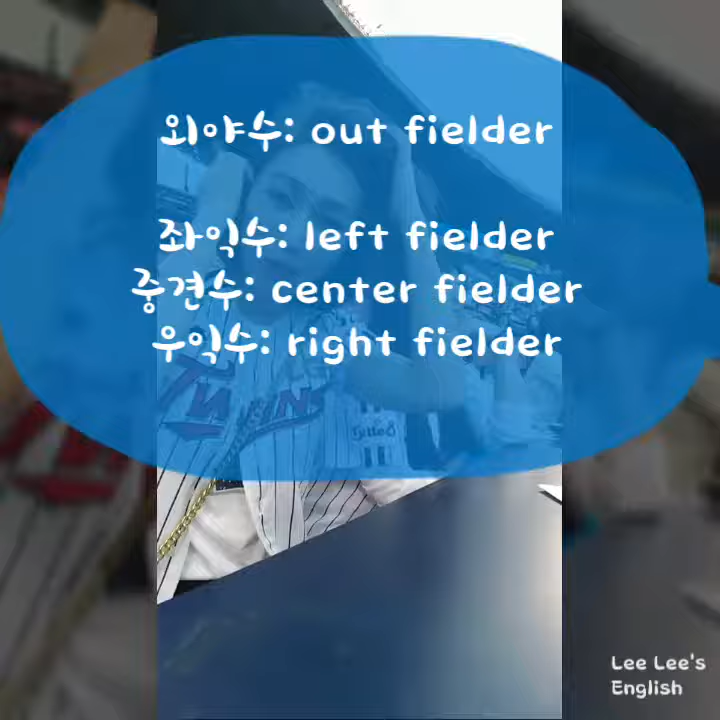 외야수: out fielder
좌익수: left fielder
중견수: center fielder
우익수: right fielder
TWINS
Lee Lee's
English